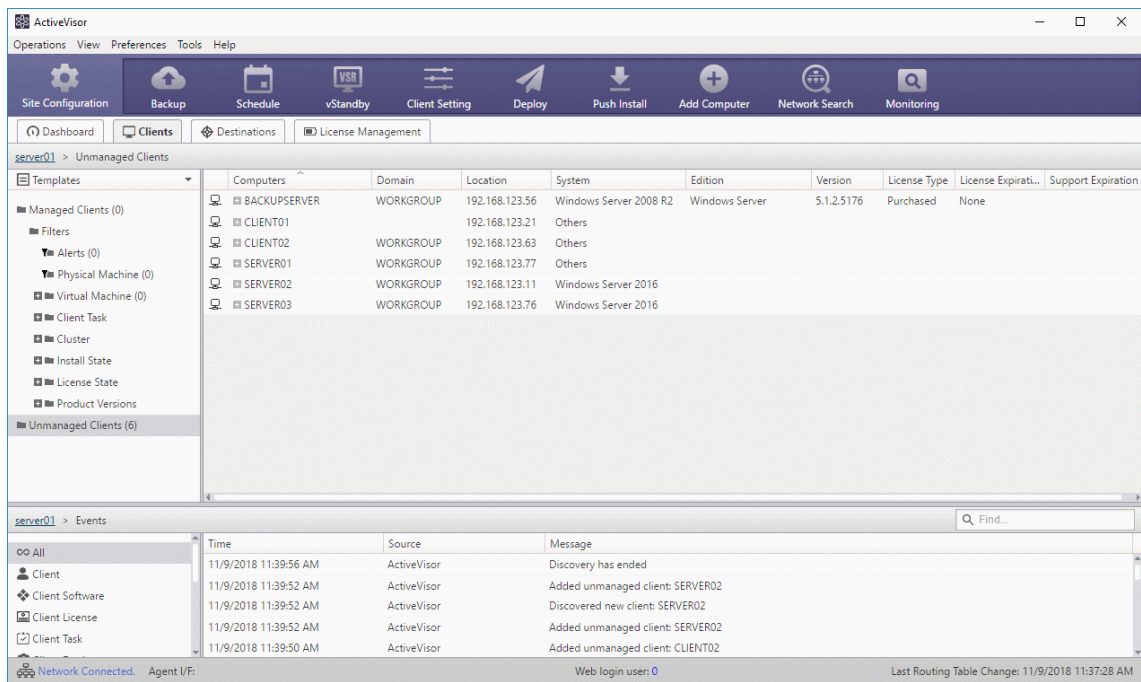 ActiveVisor
Operations View Preferences Tools Help
Site Configuration Backup Schedule vStandby Client Setting Deploy Push Install Add Computer Network Search Monitoring
VSR
Dashboard Clients Destinations License Management
server01 > Unmanaged Clients
Templates
Managed Clients (0)
Filters
Alerts (0)
Physical Machine (0)
Virtual Machine (0)
Client Task
Cluster
Install State
License State
Product Versions
Unmanaged Clients (6)
Computers Domain Location System Edition Version License Type License Expirati... Support Expiration
BACKUPSERVER WORKGROUP 192.168.123.56 Windows Server 2008 R2 Windows Server 5.1.2.5176 Purchased None
CLIENT01 192.168.123.21 Others
CLIENT02 WORKGROUP 192.168.123.63 Others
SERVER01 WORKGROUP 192.168.123.77 Others
SERVER02 WORKGROUP 192.168.123.11 Windows Server 2016
SERVER03 WORKGROUP 192.168.123.76 Windows Server 2016
server01 > Events
Find...
All
Client
Client Software
Client License
Client Task
Time Source Message
11/9/2018 11:39:56 AM ActiveVisor Discovery has ended
11/9/2018 11:39:52 AM ActiveVisor Added unmanaged client: SERVER02
11/9/2018 11:39:52 AM ActiveVisor Discovered new client: SERVER02
11/9/2018 11:39:52 AM ActiveVisor Added unmanaged client: SERVER02
11/9/2018 11:39:50 AM ActiveVisor Added unmanaged client: CLIENT02
Network Connected. Agent I/F: Web login user: 0 Last Routing Table Change: 11/9/2018 11:37:28 AM